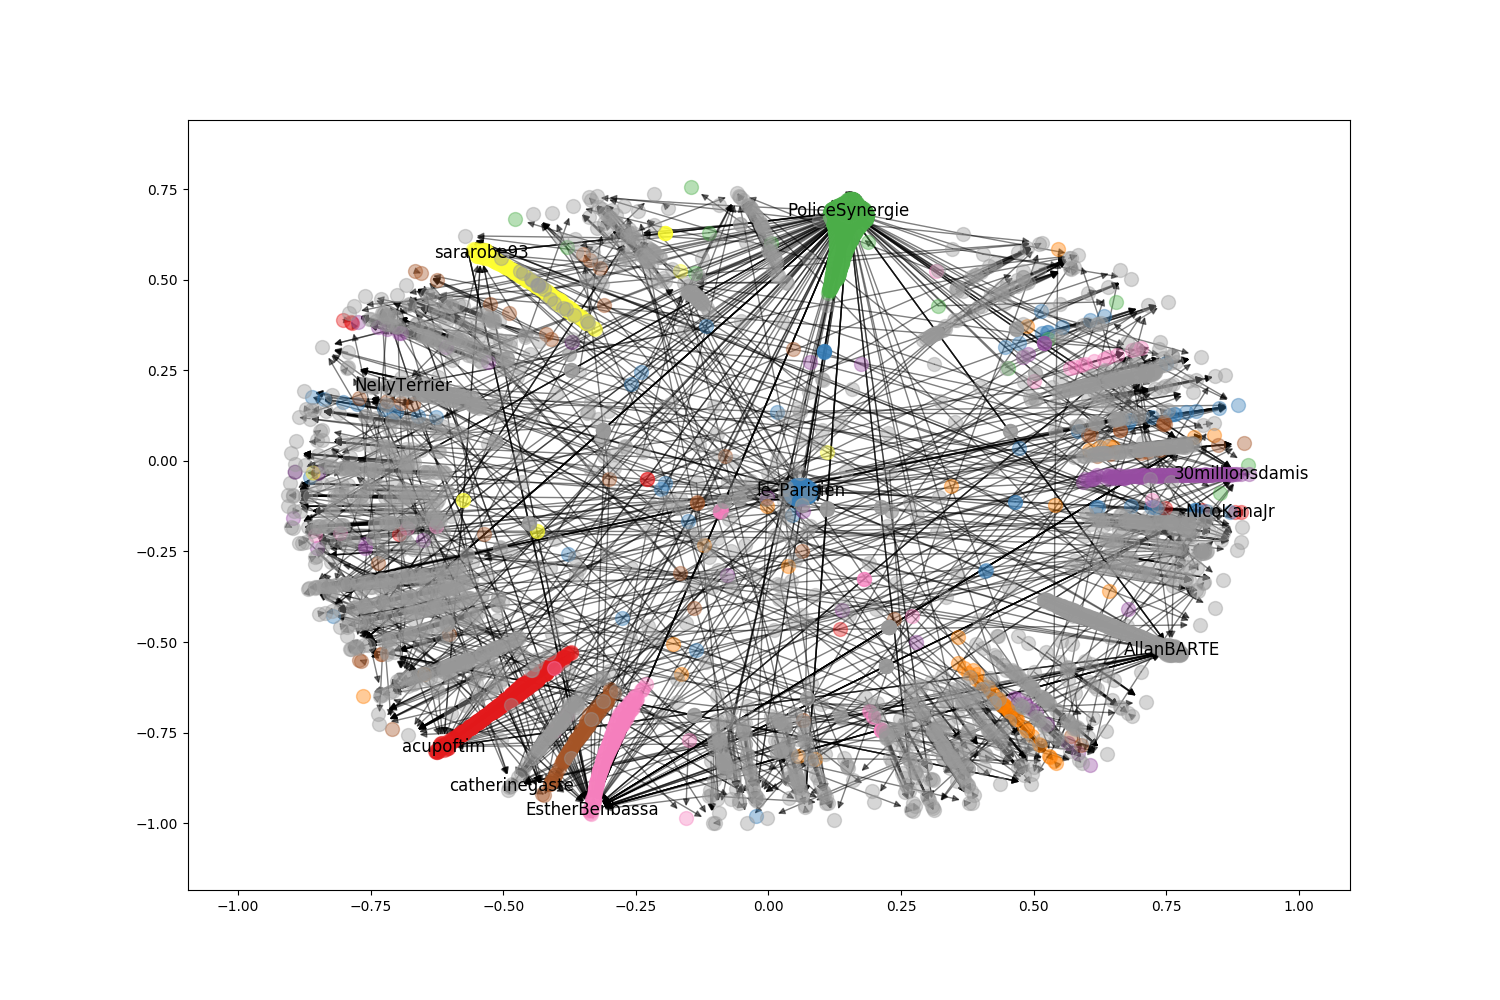 PoliceSynergie
sararobe93
NellyTerrier
30millionsdamis
le_Parisien
NiceKanaJr
AllanBARTE
acupoftim
catherinegaste
EstherBenbassa
0.75
0.50
0.25
0.00
−0.25
−0.50
−0.75
−1.00
−1.00
−0.75
−0.50
−0.25
0.00
0.25
0.50
0.75
1.00